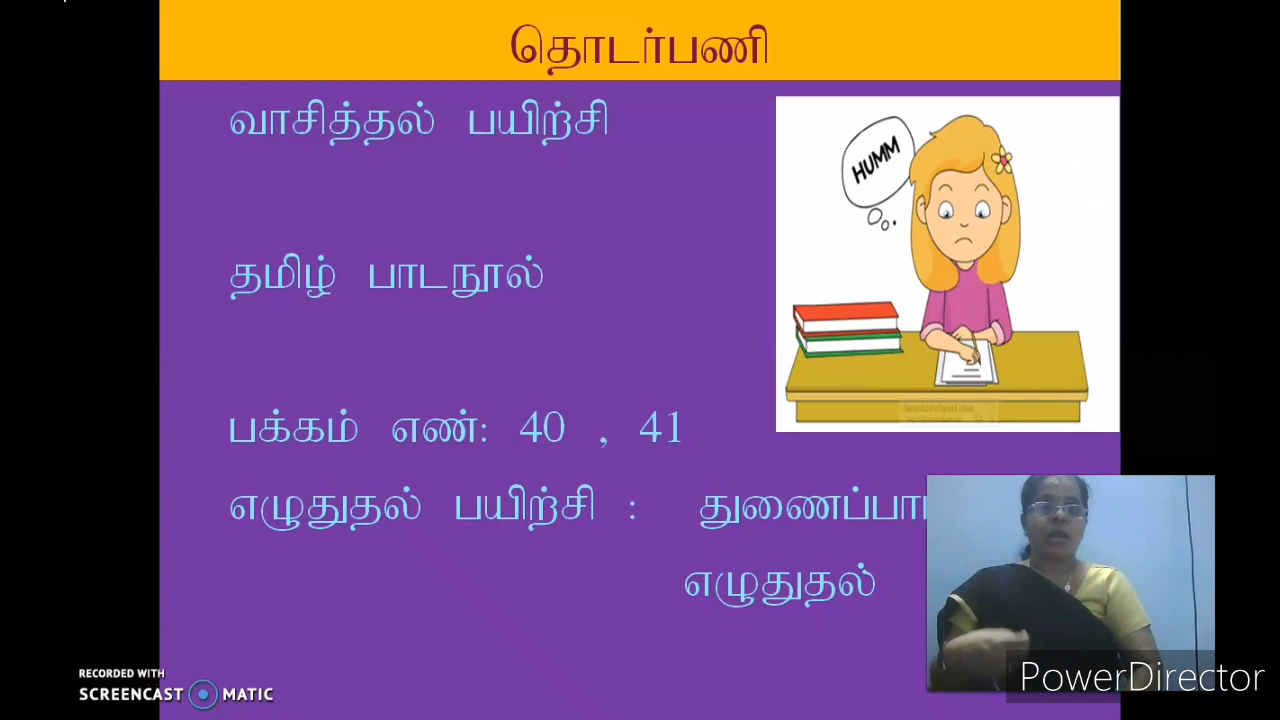 தொடர்பணி
வாசித்தல் பயிற்சி
HUMM
தமிழ் பாடநூல்
பக்கம் எண்: 40 , 41
எழுதுதல் பயிற்சி :
எழுதுதல்
RECORDED WITH
SCREENCAST MATIC
PowerDirector